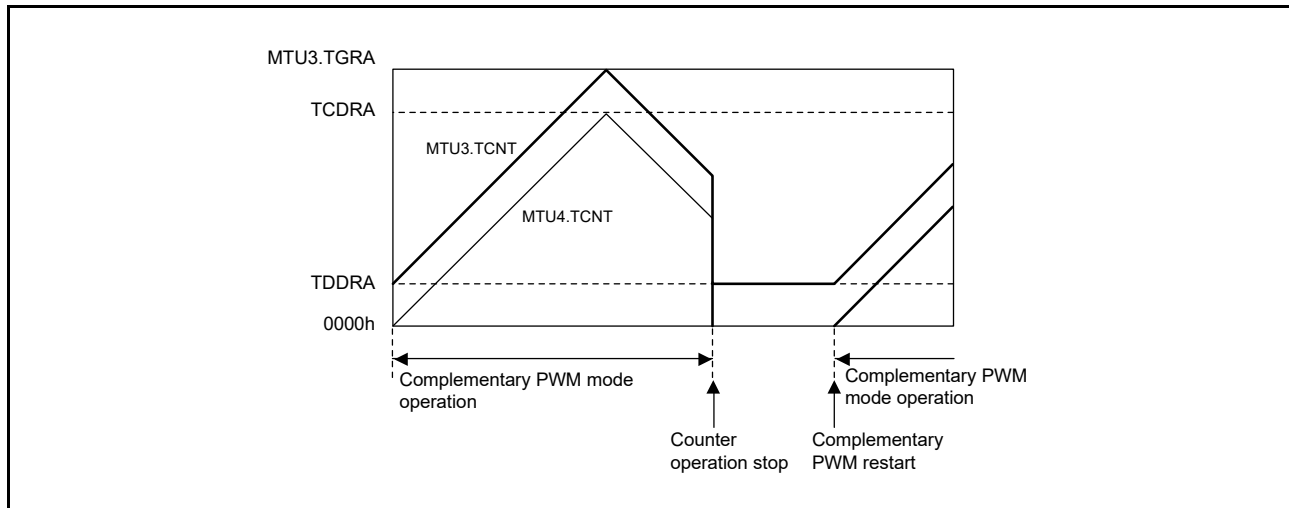 MTU3.TGRA
TCDRA
MTU3.TCNT
MTU4.TCNT
TDDRA
0000h
Complementary PWM mode
operation
Complementary PWM
mode operation
Counter
operation stop
Complementary
PWM restart